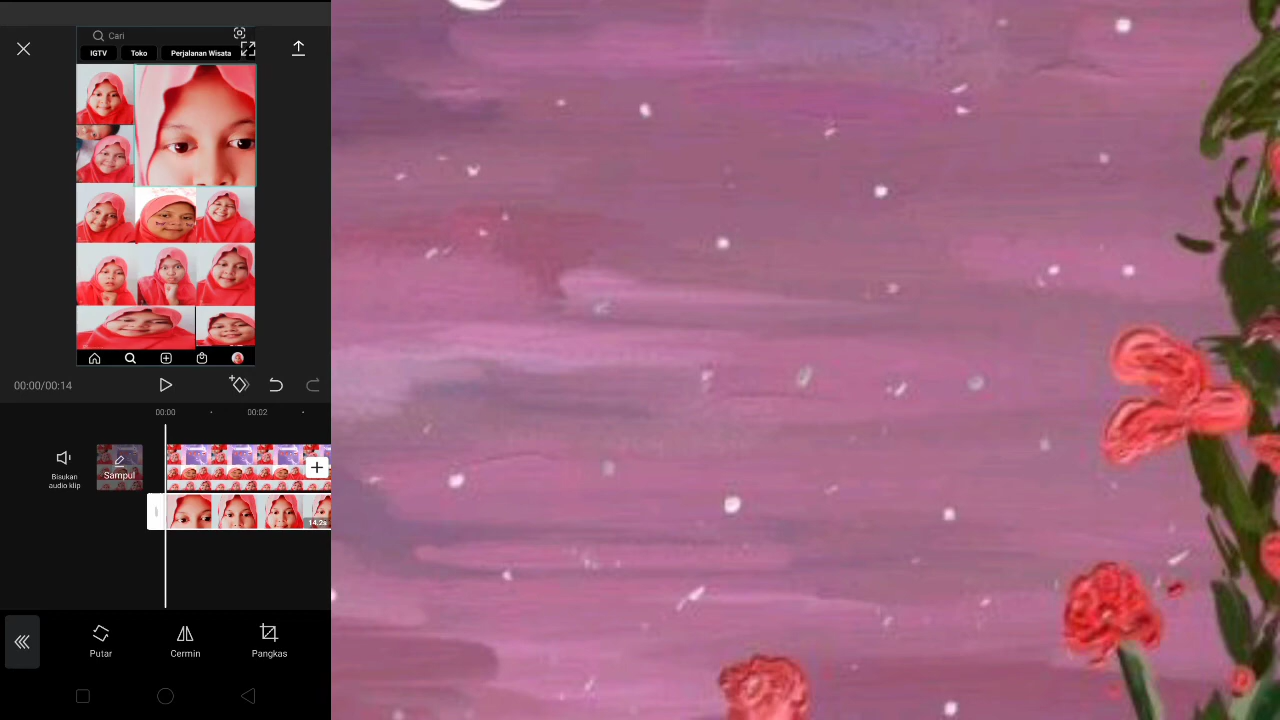 Cari
IGTV Toko Perjalanan Wisata
00:00/00:14
00:00 00:02
Bisukan
audio klip
Sampul
14.2s
Putar Cermin Pangkas